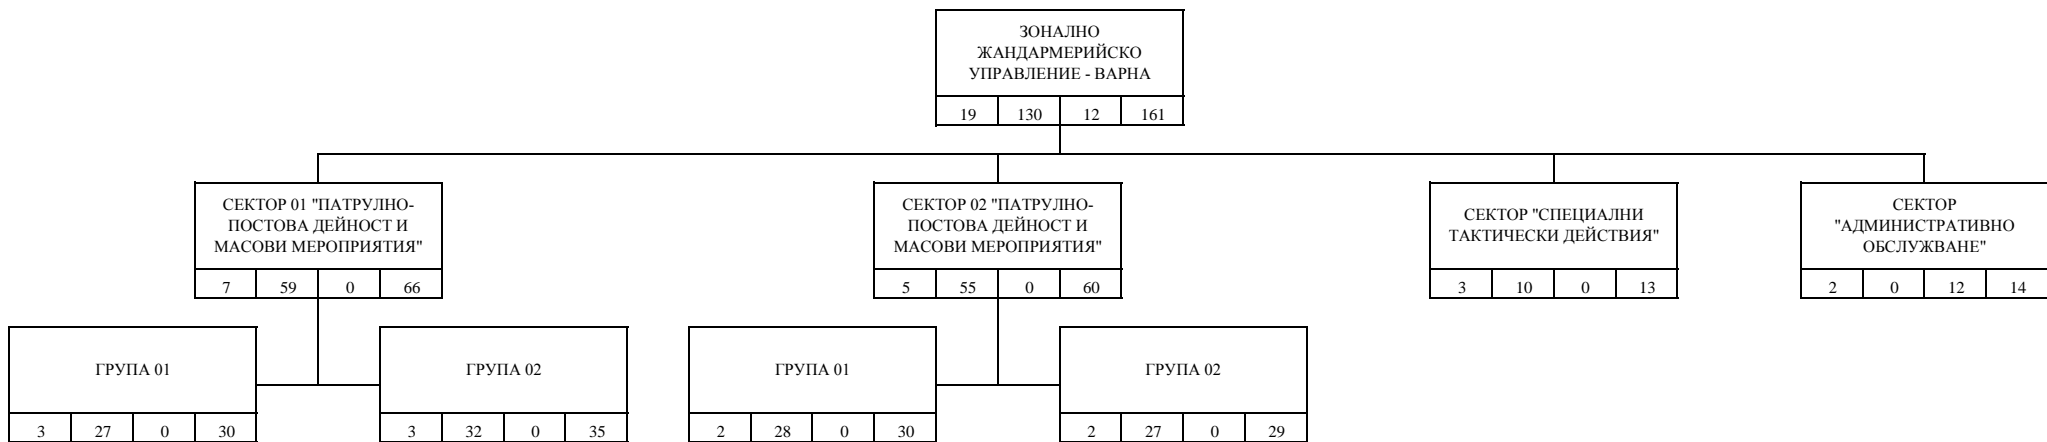 ЗОНАЛНО
ЖАНДАРМЕРИЙСКО
УПРАВЛЕНИЕ - ВАРНА
19 130 12 161
СЕКТОР 01 "ПАТРУЛНО-
ПОСТОВА ДЕЙНОСТ И
МАСОВИ МЕРОПРИЯТИЯ"
7 59 0 66
СЕКТОР 02 "ПАТРУЛНО-
ПОСТОВА ДЕЙНОСТ И
МАСОВИ МЕРОПРИЯТИЯ"
5 55 0 60
СЕКТОР "СПЕЦИАЛНИ
ТАКТИЧЕСКИ ДЕЙСТВИЯ"
3 10 0 13
СЕКТОР
"АДМИНИСТРАТИВНО
ОБСЛУЖВАНЕ"
2 0 12 14
ГРУПА 01
3 27 0 30
ГРУПА 02
3 32 0 35
ГРУПА 01
2 28 0 30
ГРУПА 02
2 27 0 29